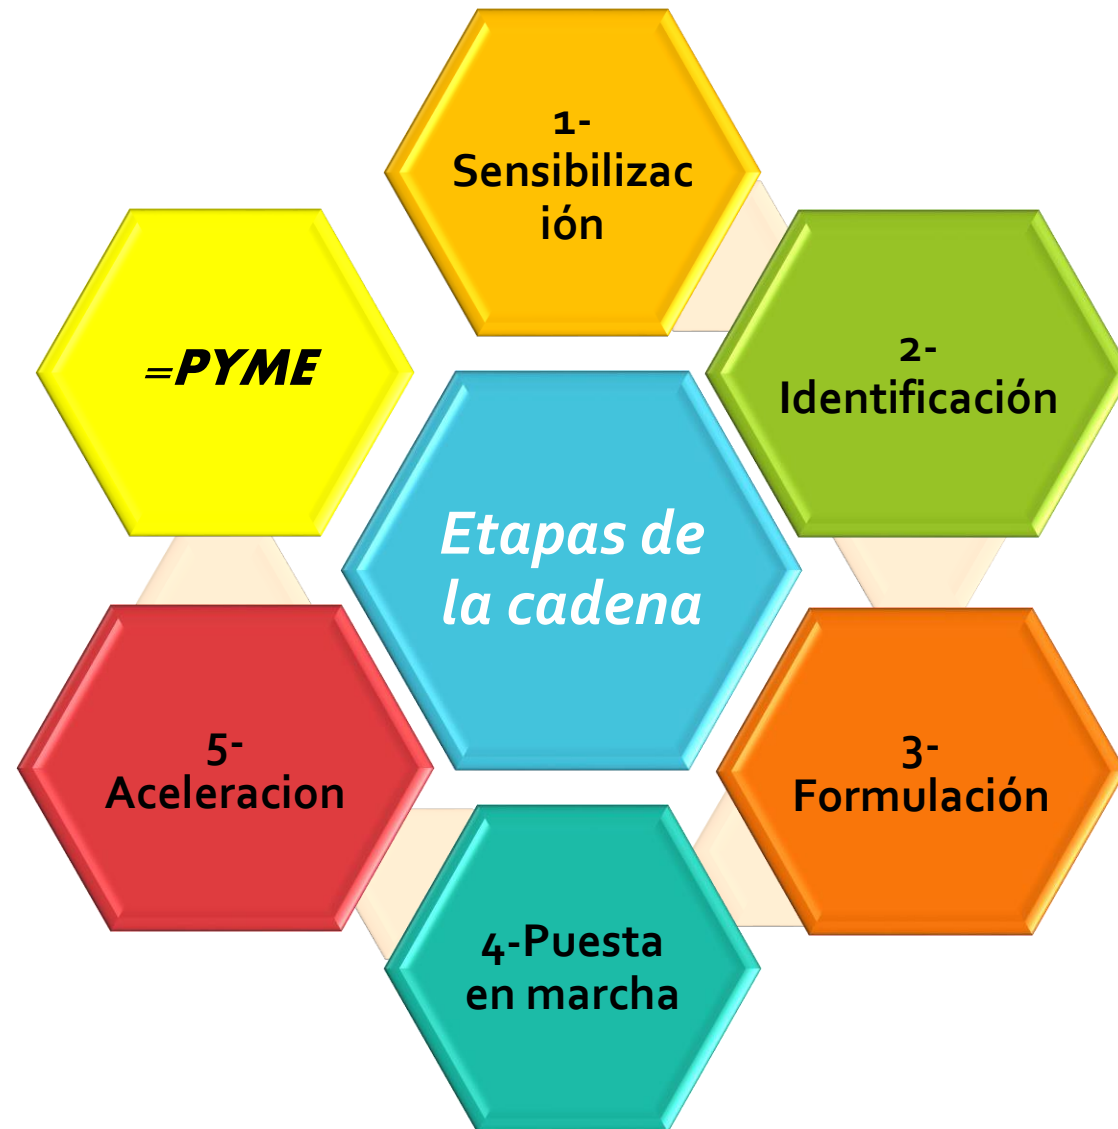 1-
Sensibilizac
ión
2-
Identificación
3-
Formulación
4-Puesta
en marcha
5-
Aceleracion
=PYME
Etapas de
la cadena